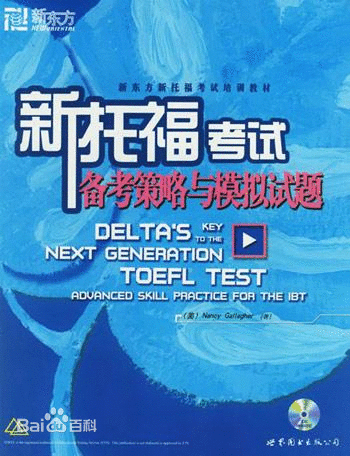 新东方
NEW ORIENTAL
新东方新托福考试培训教材
新托福考试
备考策略与模拟试题
DELTA'S KEY TO THE
NEXT GENERATION
TOEFL TEST
ADVANCED SKILL PRACTICE FOR THE IBT
(美) Nancy Gallagher (著)
Bai百科
世界图书出版公司